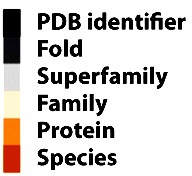 PDB identifier
Fold
Superfamily
Family
Protein
Species